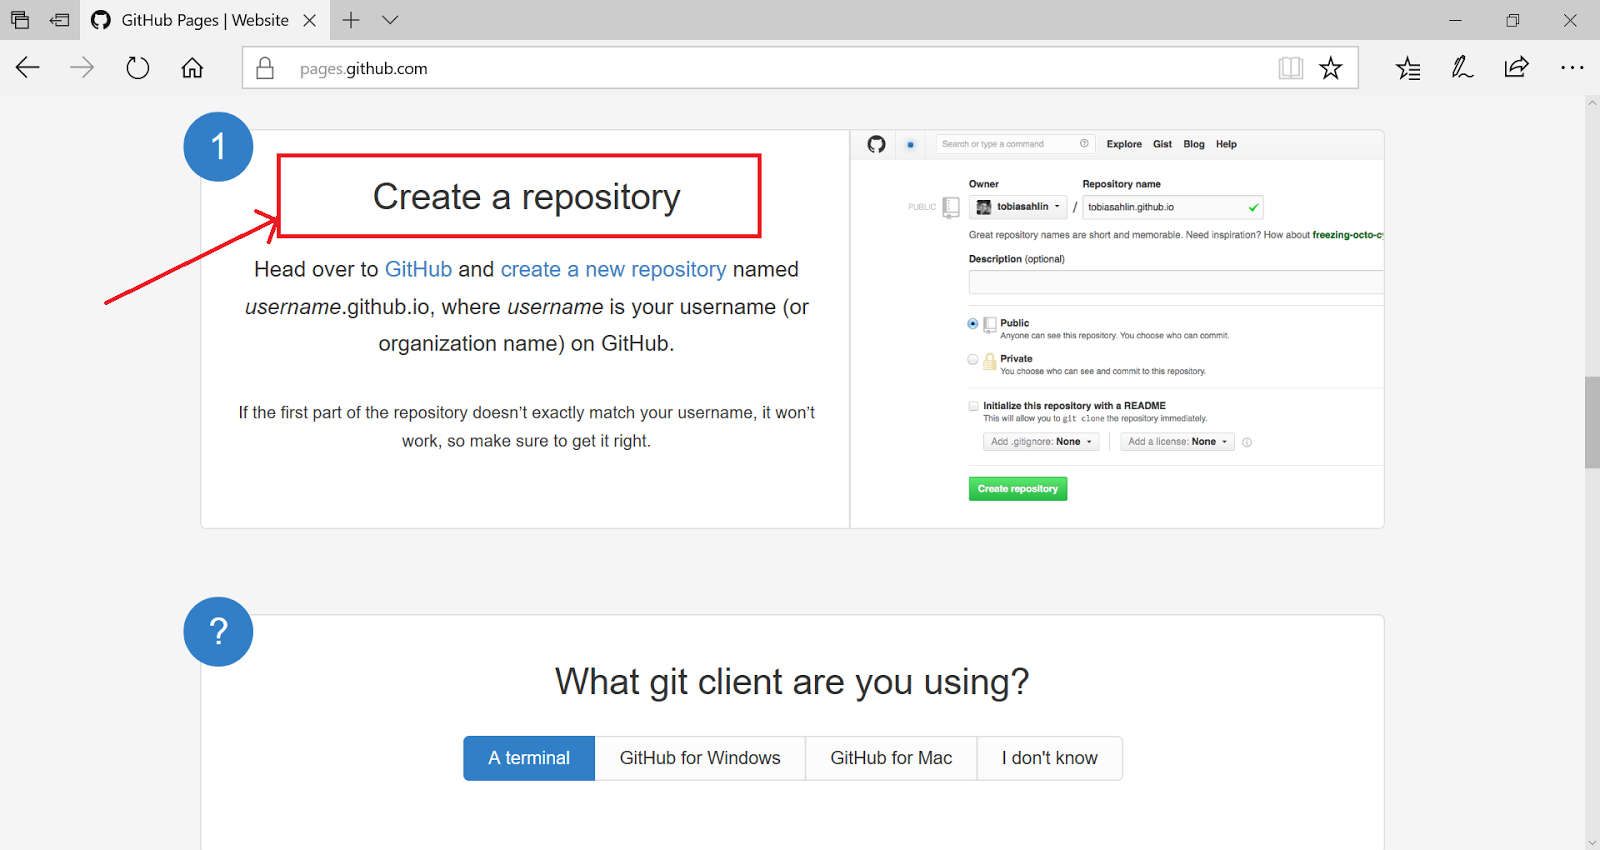 GitHub Pages | Website
pages.github.com
1
Create a repository
Head over to GitHub and create a new repository named
username.github.io, where username is your username (or
organization name) on GitHub.
If the first part of the repository doesn’t exactly match your username, it won’t
work, so make sure to get it right.
Search or type a command
Explore Gist Blog Help
Owner Repository name
PUBLIC tobiasahlin / tobiasahlin.github.io
Great repository names are short and memorable. Need inspiration? How about freezing-octo-cy
Description (optional)
Public
Anyone can see this repository. You choose who can commit.
Private
You choose who can see and commit to this repository.
Initialize this repository with a README
This will allow you to git clone the repository immediately.
Add .gitignore: None Add a license: None
Create repository
?
What git client are you using?
A terminal GitHub for Windows GitHub for Mac I don't know